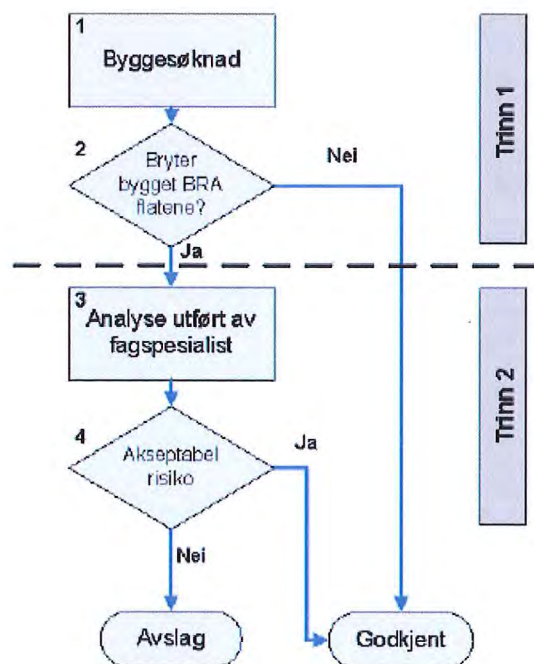 1
Byggesøknad
Trinn 1
2
Bryter
bygget BRA
flatene?
Nei
Ja
3
Analyse utført av
fagspesialist
Trinn 2
4
Akseptabel
risiko
Ja
Nei
Avslag
Godkjent